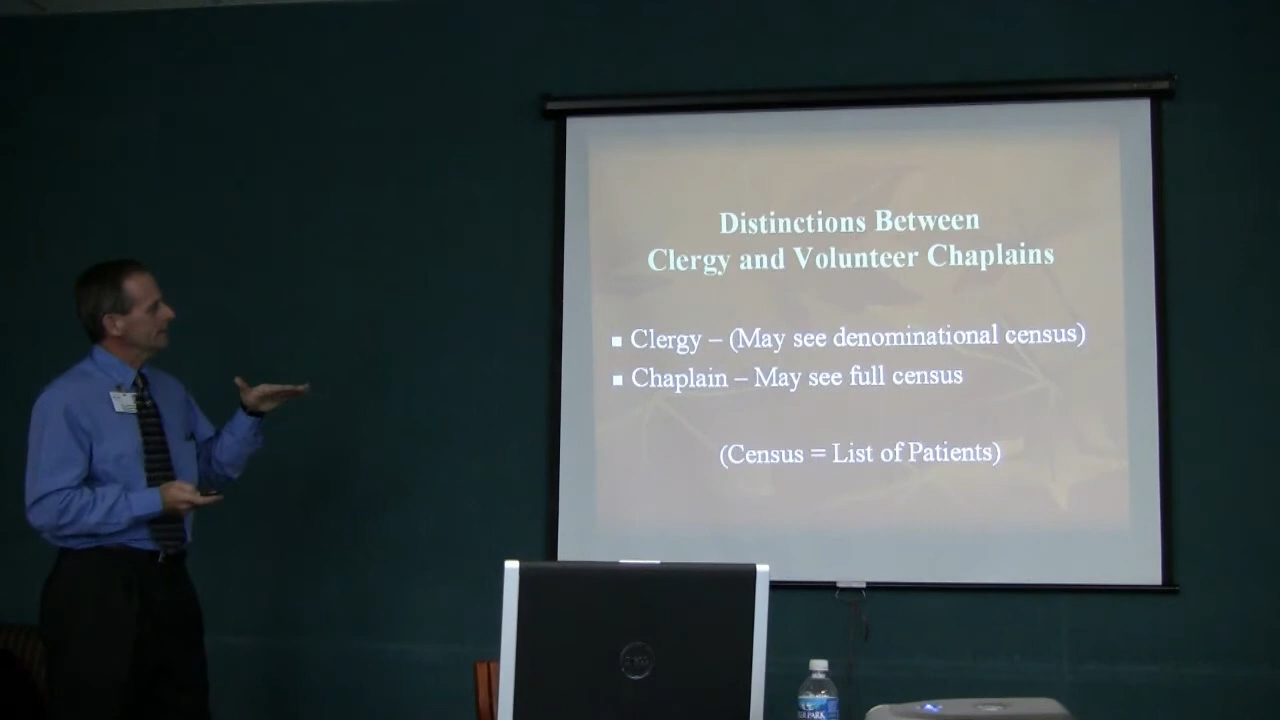 Distinctions Between
Clergy and Volunteer Chaplains
▪ Clergy – (May see denominational census)
▪ Chaplain – May see full census
(Census = List of Patients)
DELL